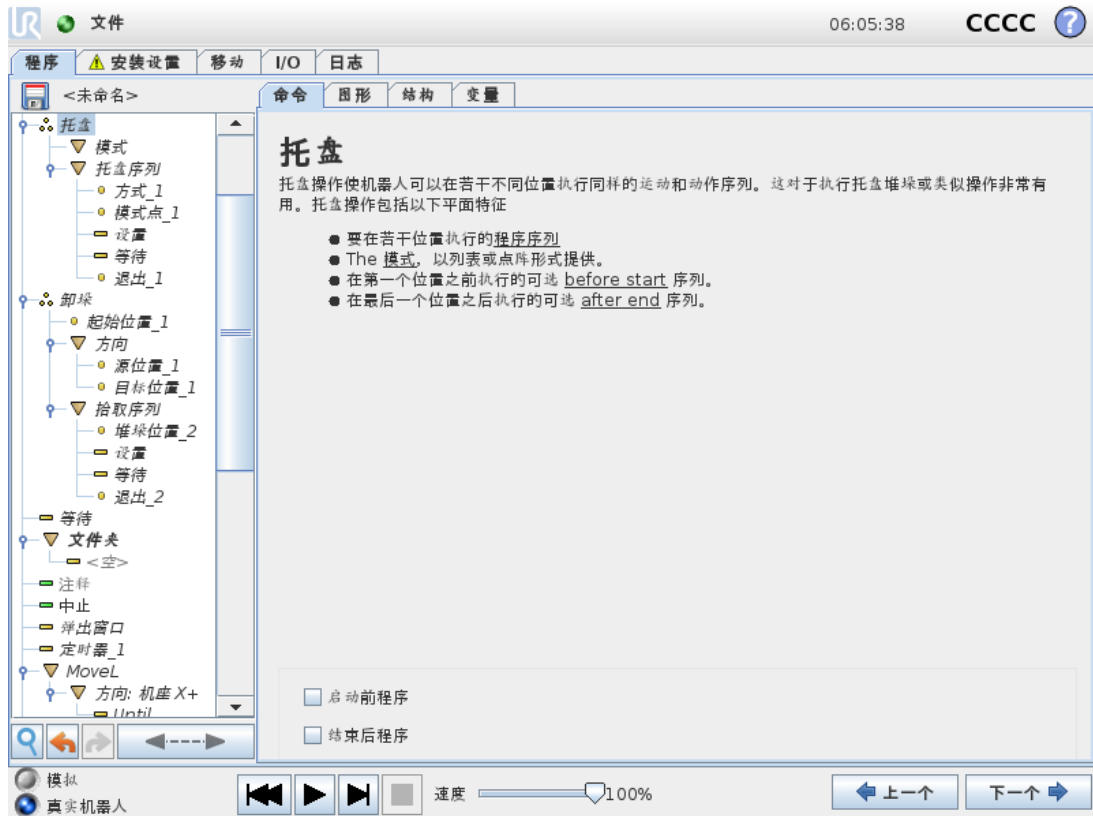 UR 文件 06:05:38 CCCC ?
程序 安装设置 移动 I/O 日志
<未命名>
命令 图形 结构 变量
托盘
模式
托盘序列
方式_1
模式点_1
设置
等待
退出_1
卸垛
起始位置_1
方向
源位置_1
目标位置_1
拾取序列
堆垛位置_2
设置
等待
退出_2
等待
文件夹
<空>
注释
中止
弹出窗口
定时器_1
MoveL
方向: 机座 X+
Until
托盘
托盘操作使机器人可以在若干不同位置执行同样的运动和动作序列。这对于执行托盘堆垛或类似操作非常有
用。托盘操作包括以下平面特征
● 要在若干位置执行的程序序列
● The 模式, 以列表或点阵形式提供。
● 在第一个位置之前执行的可选 before start 序列。
● 在最后一个位置之后执行的可选 after end 序列。
启动前程序
结束后程序
模拟
真实机器人
速度 100%
上一个 下一个